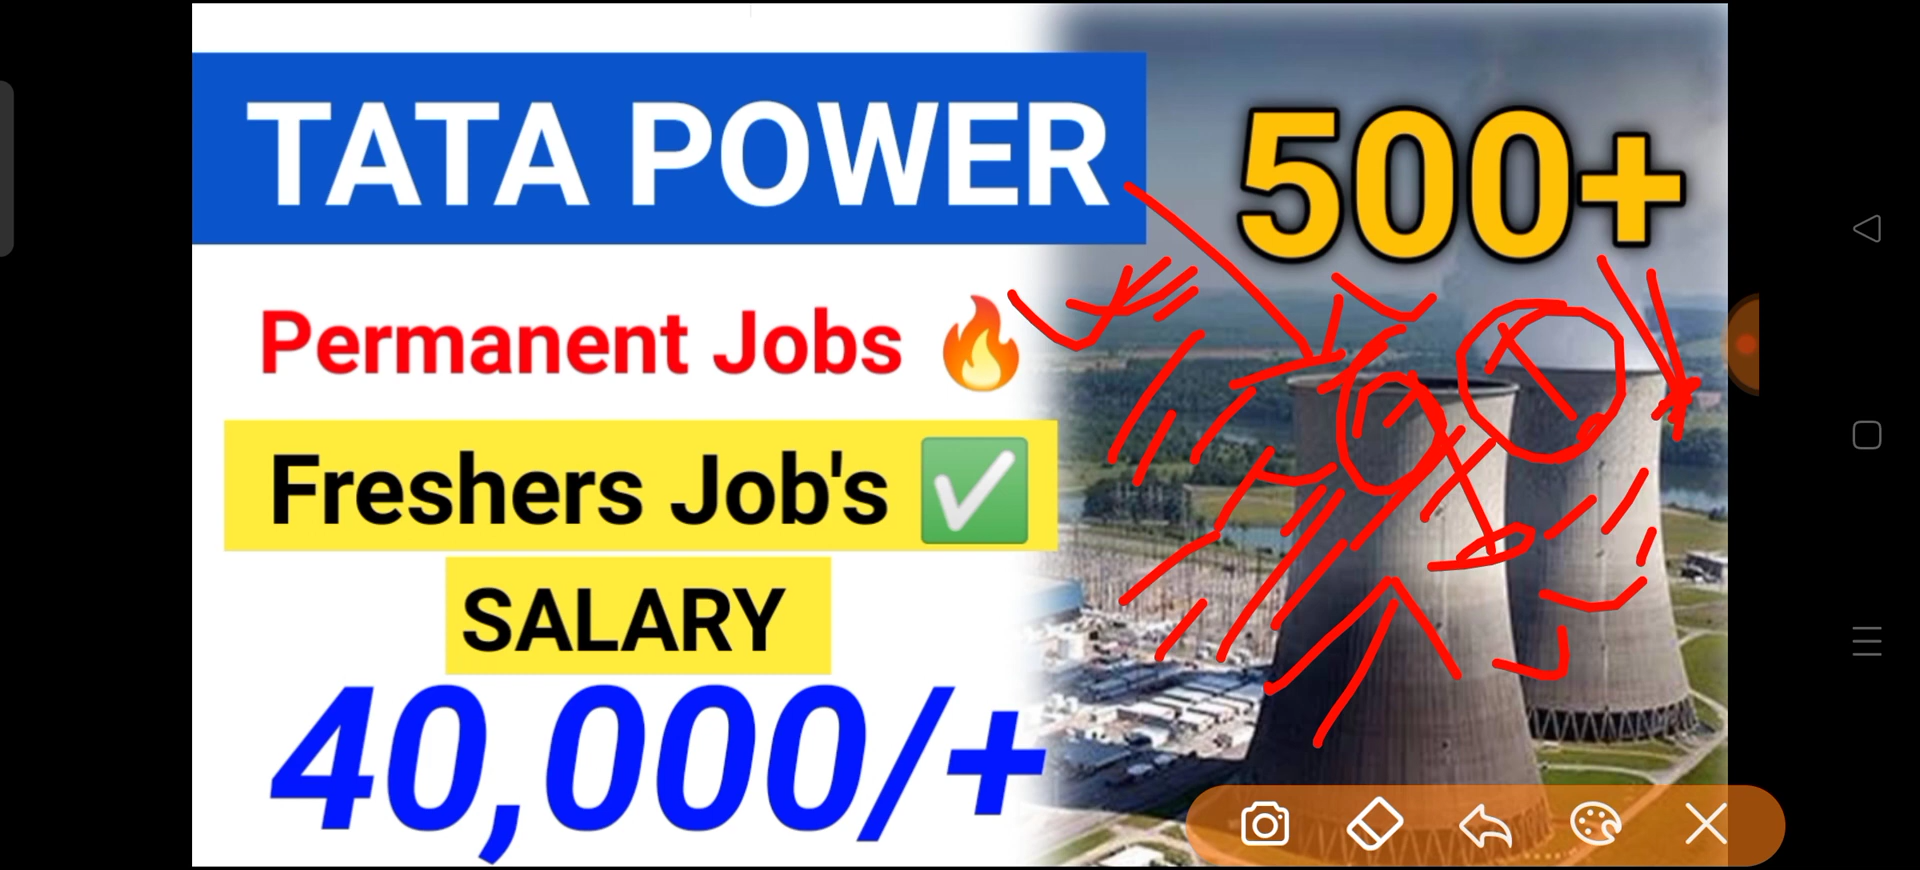 TATA POWER
500+
Permanent Jobs 🔥
Freshers Job's ✅
SALARY
40,000/+